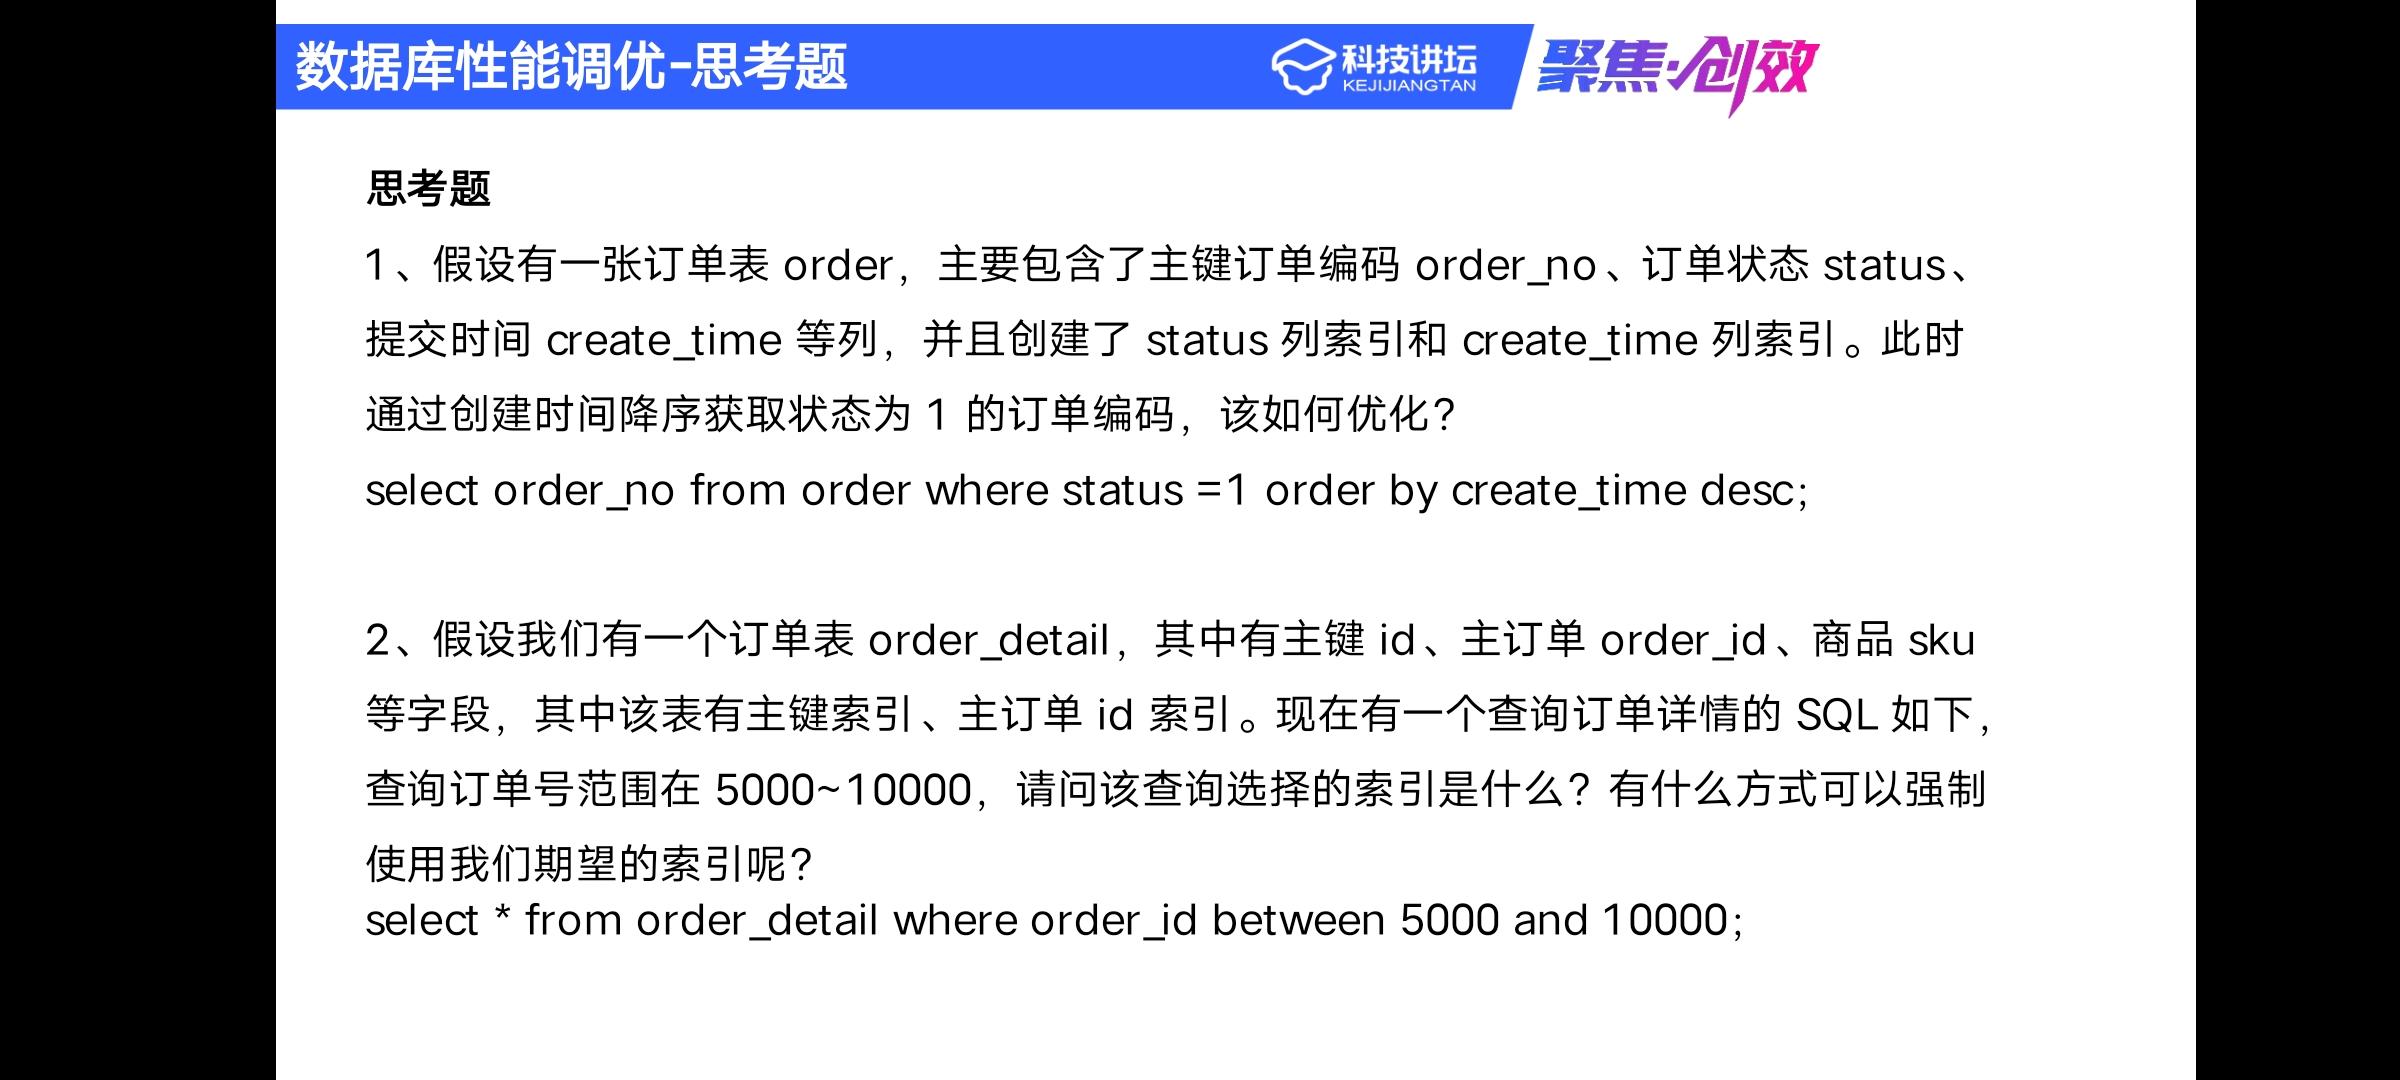 数据库性能调优-思考题
科技讲坛
KEJIJIANGTAN
聚焦·创效
思考题
1、假设有一张订单表 order，主要包含了主键订单编码 order_no、订单状态 status、
提交时间 create_time 等列，并且创建了 status 列索引和 create_time 列索引。此时
通过创建时间降序获取状态为 1 的订单编码，该如何优化？
select order_no from order where status =1 order by create_time desc;
2、假设我们有一个订单表 order_detail，其中有主键 id、主订单 order_id、商品 sku
等字段，其中该表有主键索引、主订单 id 索引。现在有一个查询订单详情的 SQL 如下，
查询订单号范围在 5000~10000，请问该查询选择的索引是什么？有什么方式可以强制
使用我们期望的索引呢？
select * from order_detail where order_id between 5000 and 10000;